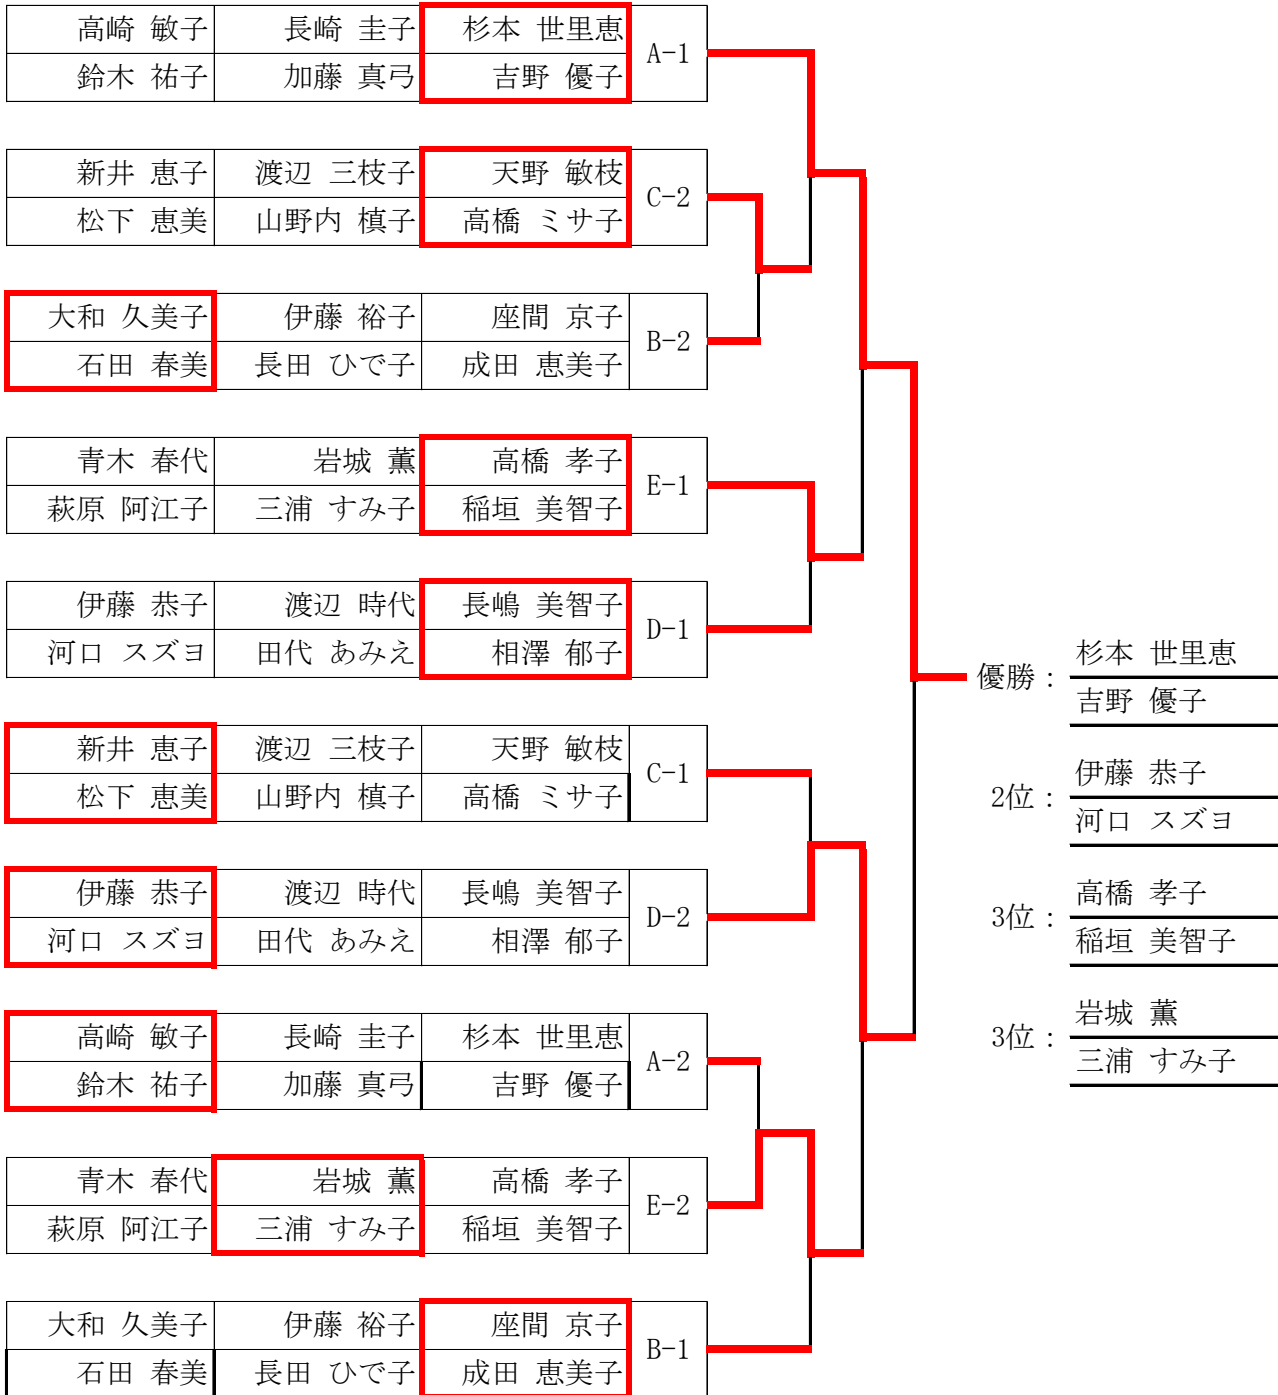 高崎 敏子 長崎 圭子 杉本 世里恵
A-1
鈴木 祐子 加藤 真弓 吉野 優子
新井 恵子 渡辺 三枝子 天野 敏枝
C-2
松下 恵美 山野内 槙子 高橋 ミサ子
大和 久美子 伊藤 裕子 座間 京子
B-2
石田 春美 長田 ひで子 成田 恵美子
青木 春代 岩城 薫 高橋 孝子
E-1
萩原 阿江子 三浦 すみ子 稲垣 美智子
伊藤 恭子 渡辺 時代 長嶋 美智子
D-1
河口 スズヨ 田代 あみえ 相澤 郁子
新井 恵子 渡辺 三枝子 天野 敏枝
C-1
松下 恵美 山野内 槙子 高橋 ミサ子
伊藤 恭子 渡辺 時代 長嶋 美智子
D-2
河口 スズヨ 田代 あみえ 相澤 郁子
高崎 敏子 長崎 圭子 杉本 世里恵
A-2
鈴木 祐子 加藤 真弓 吉野 優子
青木 春代 岩城 薫 高橋 孝子
E-2
萩原 阿江子 三浦 すみ子 稲垣 美智子
大和 久美子 伊藤 裕子 座間 京子
B-1
石田 春美 長田 ひで子 成田 恵美子
杉本 世里恵
優勝：
吉野 優子
伊藤 恭子
2位：
河口 スズヨ
高橋 孝子
3位：
稲垣 美智子
岩城 薫
3位：
三浦 すみ子